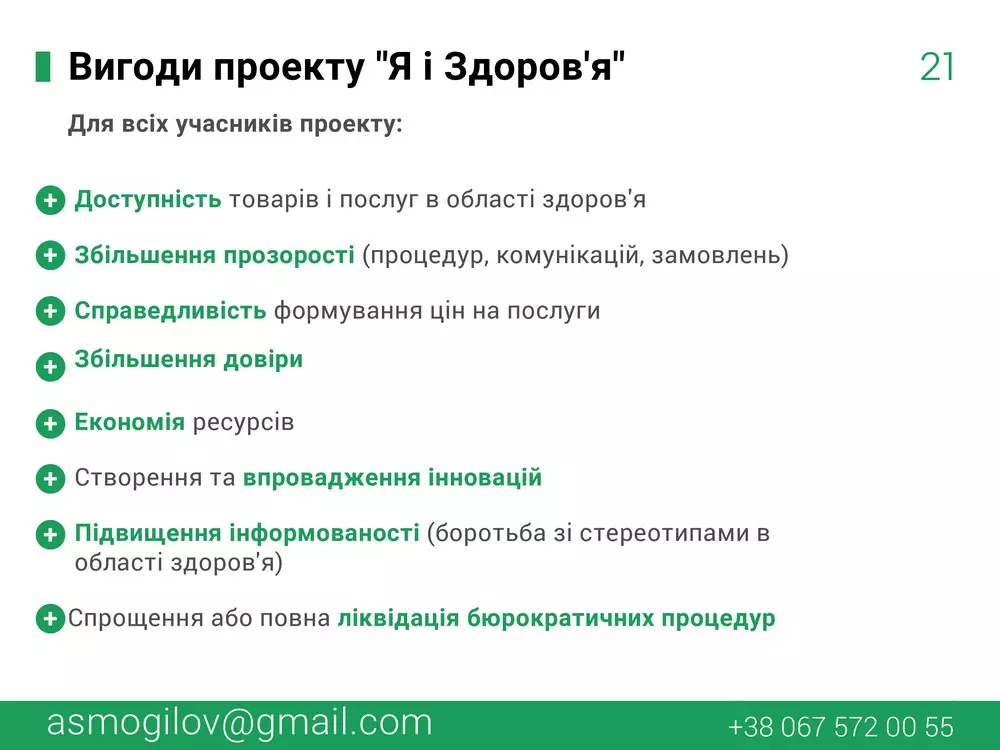 Вигоди проекту "Я і Здоров'я"
21
Для всіх учасників проекту:
Доступність товарів і послуг в області здоров'я
Збільшення прозорості (процедур, комунікацій, замовлень)
Справедливість формування цін на послуги
Збільшення довіри
Економія ресурсів
Створення та впровадження інновацій
Підвищення інформованості (боротьба зі стереотипами в
області здоров'я)
Спрощення або повна ліквідація бюрократичних процедур
asmogilov@gmail.com
+38 067 572 00 55